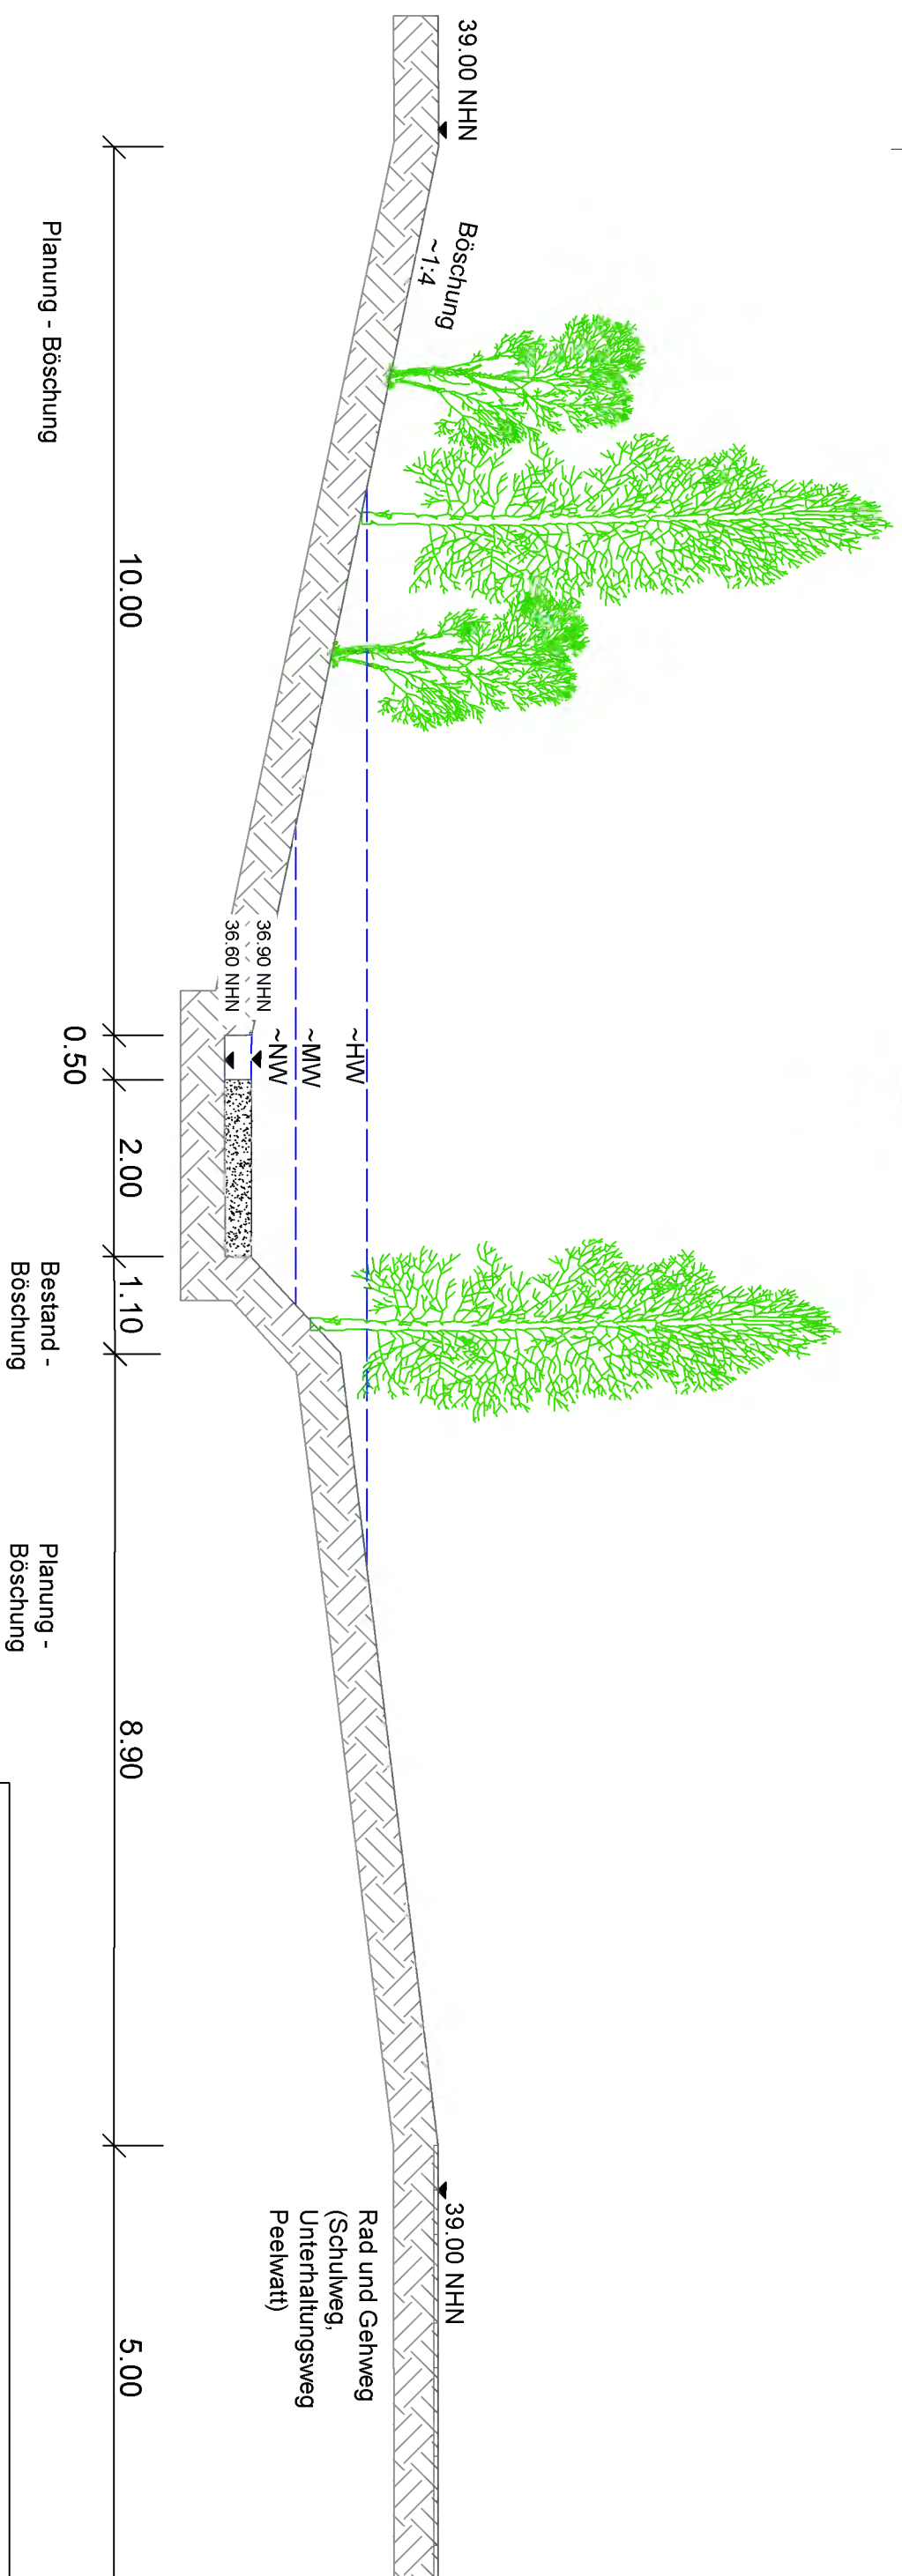 39.00 NHN
Böschung
~1:4
~HW
~MW
~NW
36.90 NHN
36.60 NHN
39.00 NHN
Rad und Gehweg
(Schulweg,
Unterhaltungsweg
Peelwatt)
10.00
0.50
2.00
1.10
8.90
5.00
Planung - Böschung
Bestand -
Böschung
Planung -
Böschung